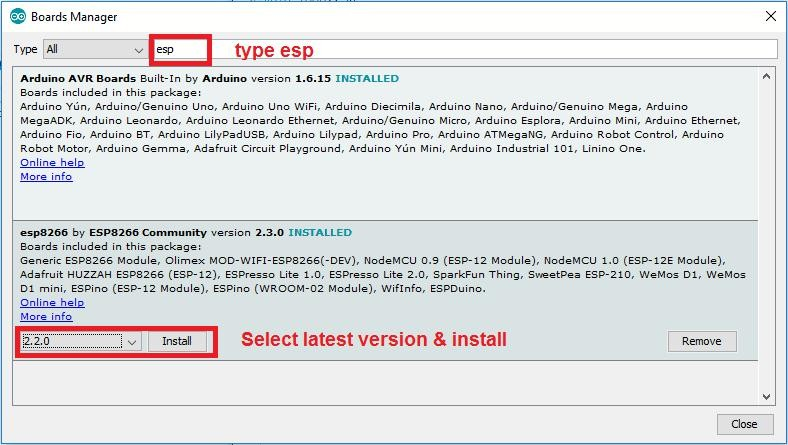 Boards Manager
Type All esp type esp
Arduino AVR Boards Built-In by Arduino version 1.6.15 INSTALLED
Boards included in this package:
Arduino Yún, Arduino/Genuino Uno, Arduino Uno WiFi, Arduino Diecimila, Arduino Nano, Arduino/Genuino Mega, Arduino
MegaADK, Arduino Leonardo, Arduino Leonardo Ethernet, Arduino/Genuino Micro, Arduino Esplora, Arduino Mini, Arduino Ethernet,
Arduino Fio, Arduino BT, Arduino LilyPadUSB, Arduino Lilypad, Arduino Pro, Arduino ATMegaNG, Arduino Robot Control, Arduino
Robot Motor, Arduino Gemma, Adafruit Circuit Playground, Arduino Yún Mini, Arduino Industrial 101, Linino One.
Online help
More info
esp8266 by ESP8266 Community version 2.3.0 INSTALLED
Boards included in this package:
Generic ESP8266 Module, Olimex MOD-WIFI-ESP8266(-DEV), NodeMCU 0.9 (ESP-12 Module), NodeMCU 1.0 (ESP-12E Module),
Adafruit HUZZAH ESP8266 (ESP-12), ESPresso Lite 1.0, ESPresso Lite 2.0, SparkFun Thing, SweetPea ESP-210, WeMos D1, WeMos
D1 mini, ESPino (ESP-12 Module), ESPino (WROOM-02 Module), WifInfo, ESPDuino.
Online help
More info
2.2.0 Install Select latest version & install Remove
Close